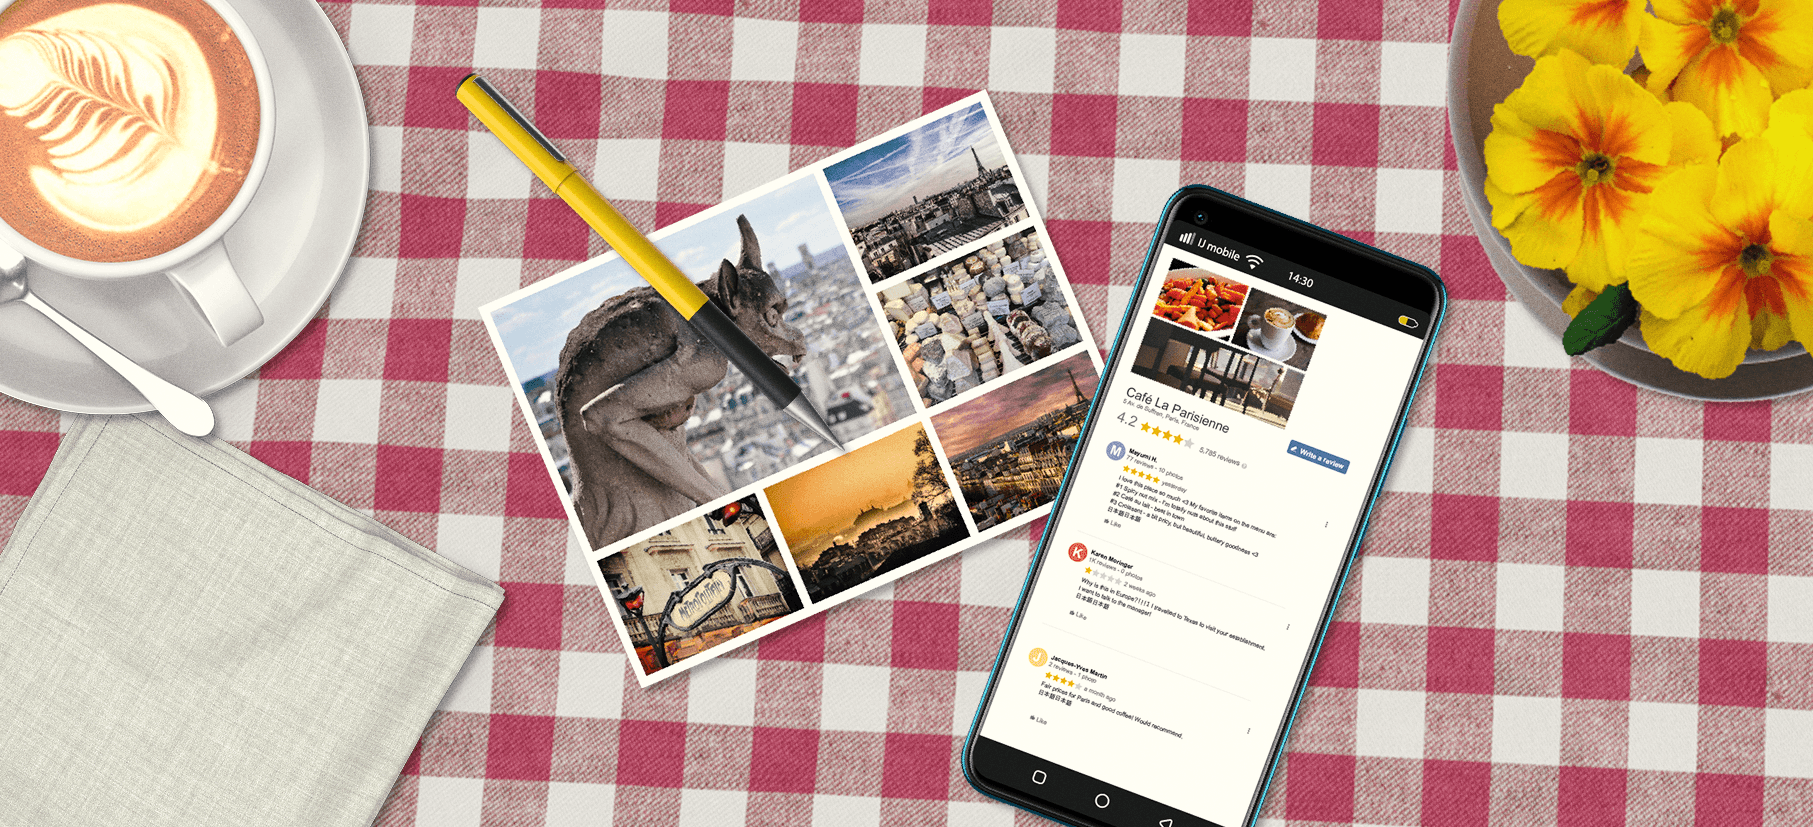 IJ mobile 14:30
Café La Parisienne
5 Av. de Suffren, Paris, France
4.2 5,785 reviews
Write a review
M
Mayumi H.
77 reviews - 10 photos
yesterday
I love this place so much <3 My favorite items on the menu are:
#1 Spicy nut mix - I'm totally nuts about this stuff
#2 Café au lait - best in town
#3 Croissant - a bit pricy, but beautiful, buttery goodness <3
日本語日本語
Like
K
Karen Moringer
1K reviews - 0 photos
2 weeks ago
Why is this in Europe?!!!1 I travelled to Texas to visit your establishment.
I want to talk to the manager!
日本語日本語
Like
J
Jacques-Yves Martin
2 reviews - 1 photo
a month ago
Fair prices for Paris and good coffee! Would recommend.
日本語日本語
Like
METROPOLITAIN